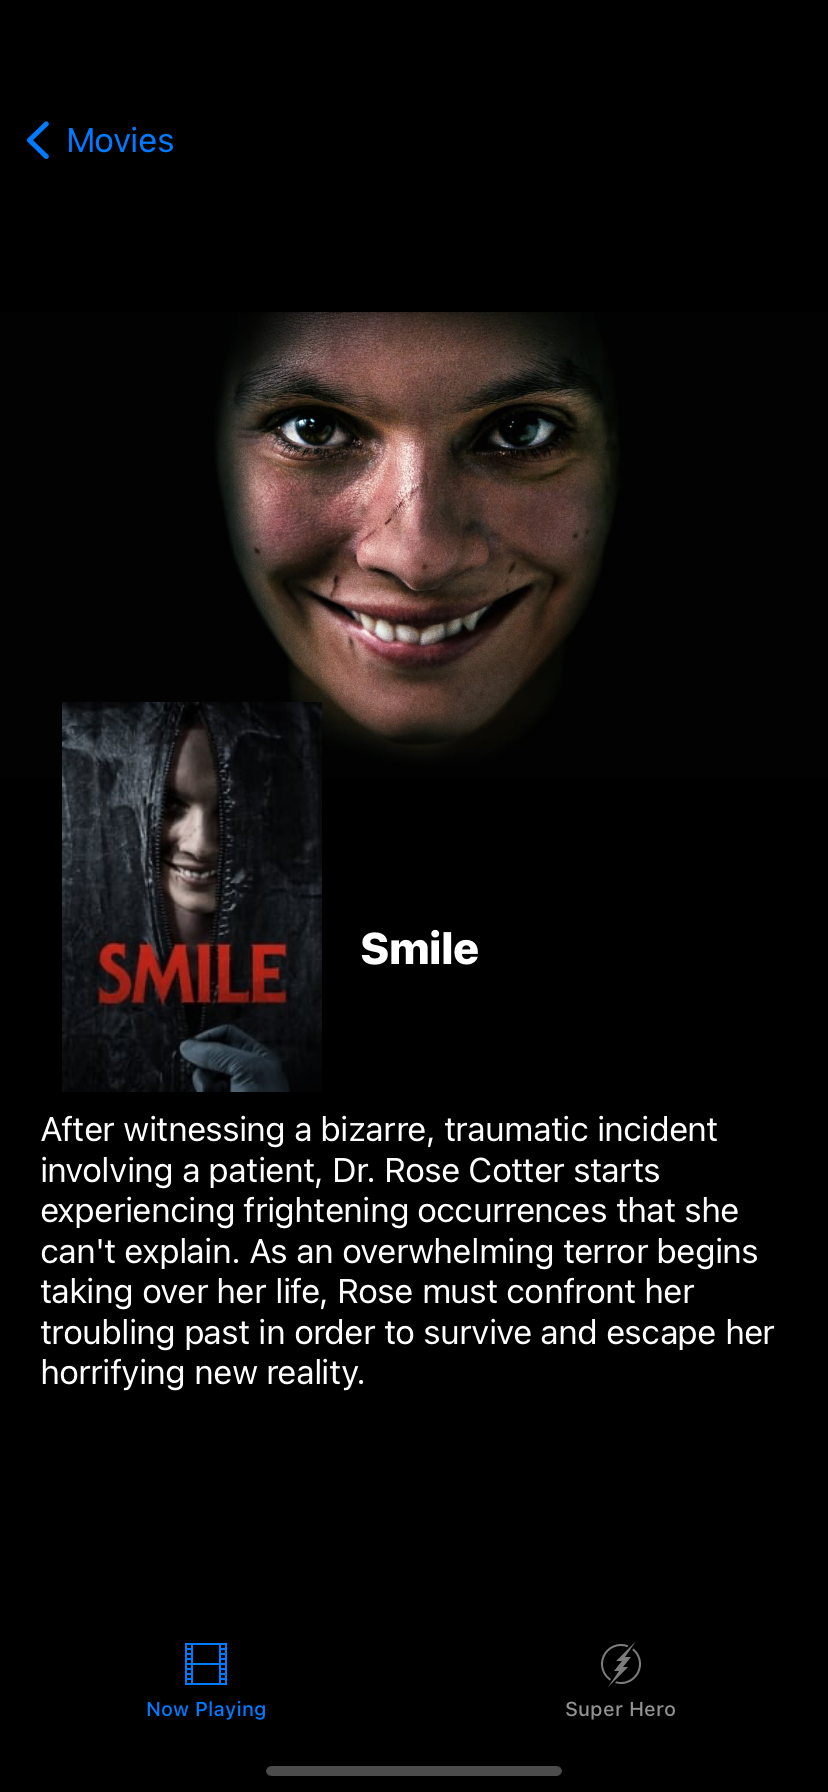 Movies
SMILE
Smile
After witnessing a bizarre, traumatic incident
involving a patient, Dr. Rose Cotter starts
experiencing frightening occurrences that she
can't explain. As an overwhelming terror begins
taking over her life, Rose must confront her
troubling past in order to survive and escape her
horrifying new reality.
Now Playing
Super Hero